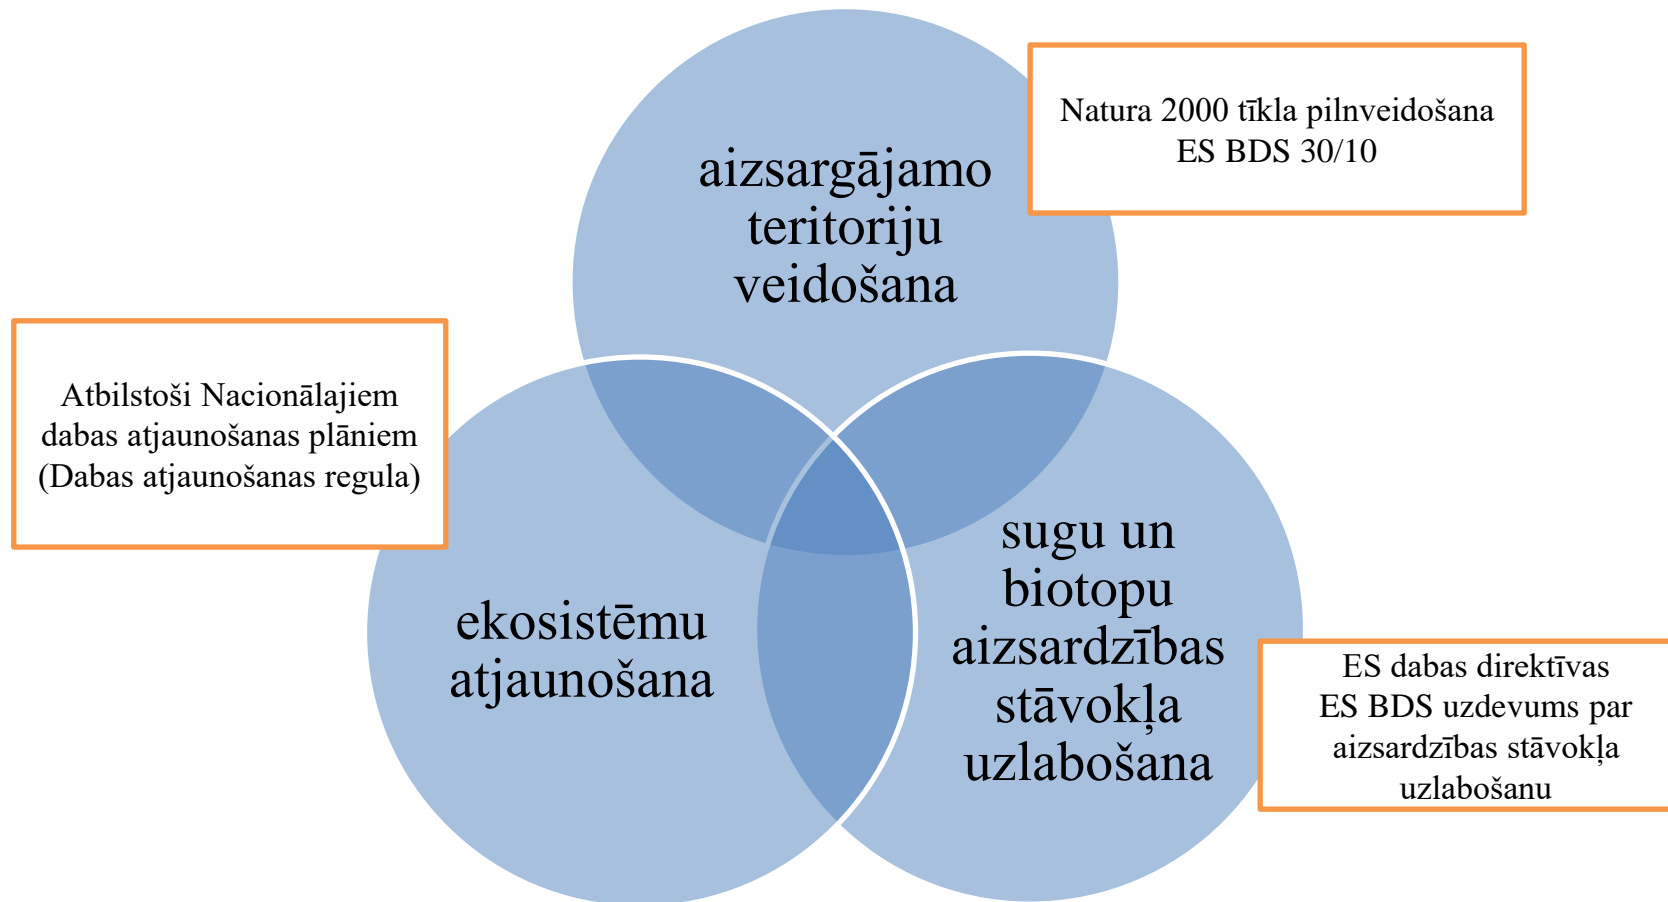 Natura 2000 tīkla pilnveidošana
ES BDS 30/10
aizsargājamo
teritoriju
veidošana
Atbilstoši Nacionālajiem
dabas atjaunošanas plāniem
(Dabas atjaunošanas regula)
ekosistēmu
atjaunošana
sugu un
biotopu
aizsardzības
stāvokļa
uzlabošana
ES dabas direktīvas
ES BDS uzdevums par
aizsardzības stāvokļa
uzlabošanu